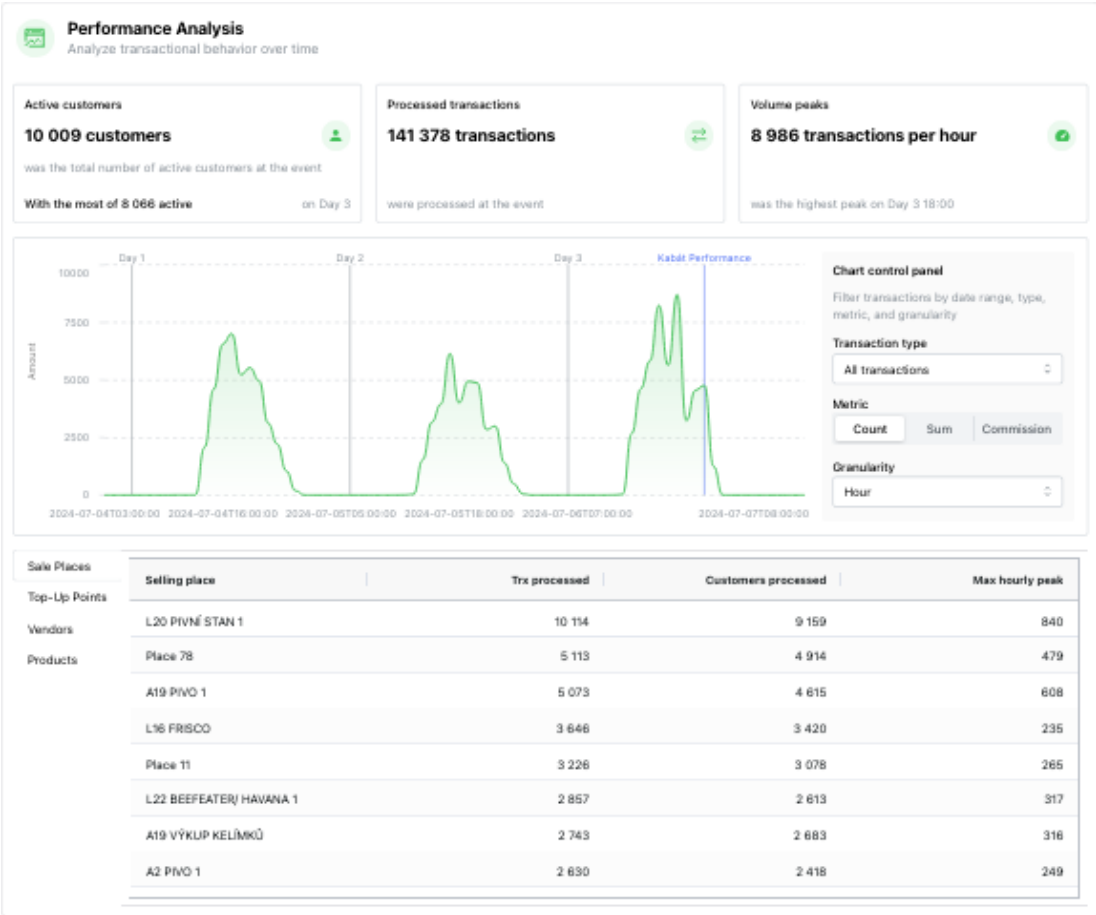 Performance Analysis
Analyze transactional behavior over time
Active customers
10 009 customers
was the total number of active customers at the event
With the most of 8 066 active on Day 3
Processed transactions
141 378 transactions
were processed at the event
Volume peaks
8 986 transactions per hour
was the highest peak on Day 3 18:00
Day 1 Day 2 Day 3 Kabát Performance
Amount
10000
7500
5000
2500
0
2024-07-04T03:00:00 2024-07-04T16:00:00 2024-07-05T05:00:00 2024-07-05T18:00:00 2024-07-06T07:00:00 2024-07-07T08:00:00
Chart control panel
Filter transactions by date range, type,
metric, and granularity
Transaction type
All transactions
Metric
Count Sum Commission
Granularity
Hour
Sale Places
Top-Up Points
Vendors
Products
Selling place Trx processed Customers processed Max hourly peak
L20 PIVNÍ STAN 1 10 114 9 159 840
Place 78 5 113 4 914 479
A19 PIVO 1 5 073 4 615 608
L16 FRISCO 3 646 3 420 235
Place 11 3 226 3 078 265
L22 BEEFEATER/ HAVANA 1 2 857 2 613 317
A19 VÝKUP KELÍMKŮ 2 743 2 683 316
A2 PIVO 1 2 630 2 418 249